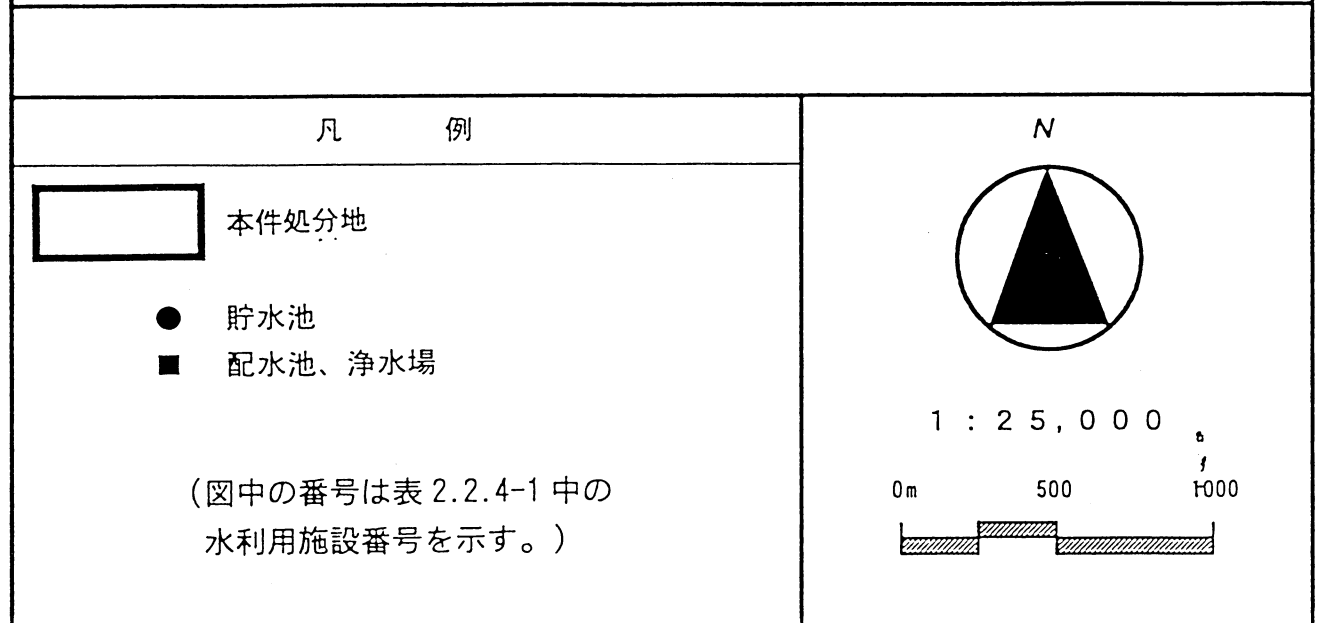 凡 例
本件処分地
貯水池
配水池、浄水場
(図中の番号は表 2.2.4-1 中の
水利用施設番号を示す。)
N
1:25,000
0m 500 1000